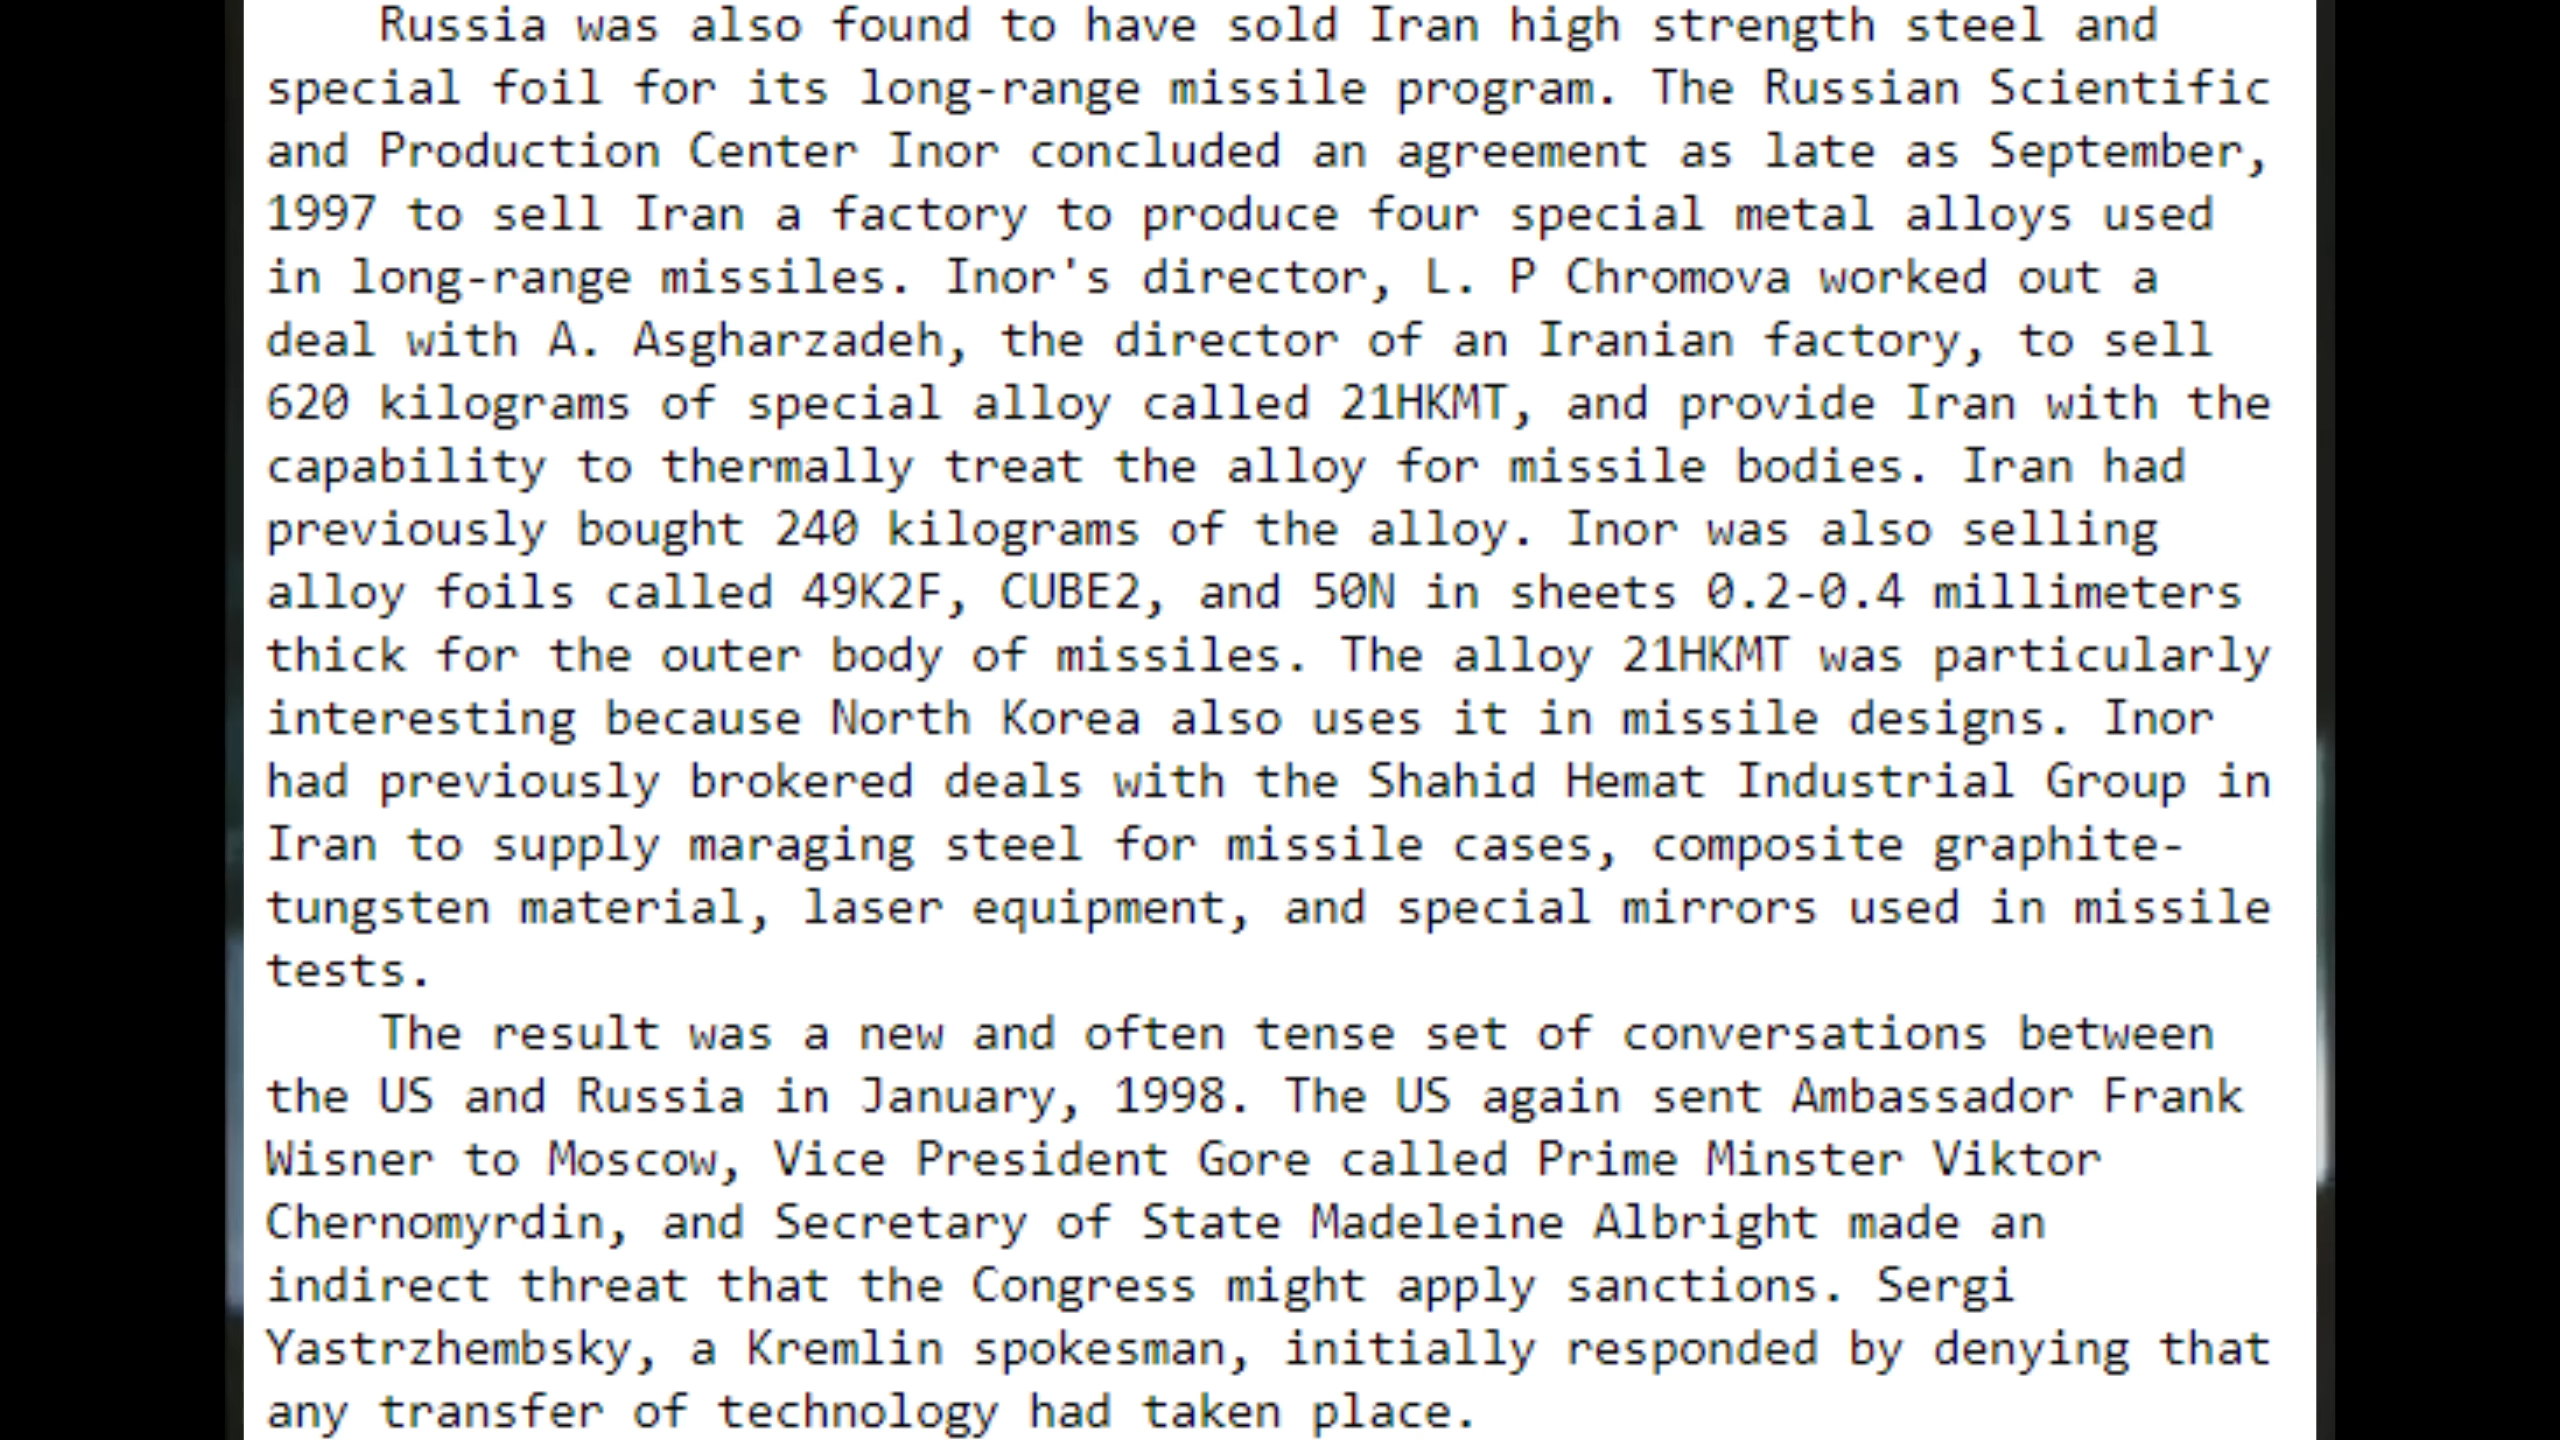 Russia was also found to have sold Iran high strength steel and
special foil for its long-range missile program. The Russian Scientific
and Production Center Inor concluded an agreement as late as September,
1997 to sell Iran a factory to produce four special metal alloys used
in long-range missiles. Inor's director, L. P Chromova worked out a
deal with A. Asgharzadeh, the director of an Iranian factory, to sell
620 kilograms of special alloy called 21HKMT, and provide Iran with the
capability to thermally treat the alloy for missile bodies. Iran had
previously bought 240 kilograms of the alloy. Inor was also selling
alloy foils called 49K2F, CUBE2, and 50N in sheets 0.2-0.4 millimeters
thick for the outer body of missiles. The alloy 21HKMT was particularly
interesting because North Korea also uses it in missile designs. Inor
had previously brokered deals with the Shahid Hemat Industrial Group in
Iran to supply maraging steel for missile cases, composite graphite-
tungsten material, laser equipment, and special mirrors used in missile
tests.
The result was a new and often tense set of conversations between
the US and Russia in January, 1998. The US again sent Ambassador Frank
Wisner to Moscow, Vice President Gore called Prime Minster Viktor
Chernomyrdin, and Secretary of State Madeleine Albright made an
indirect threat that the Congress might apply sanctions. Sergi
Yastrzhembsky, a Kremlin spokesman, initially responded by denying that
any transfer of technology had taken place.